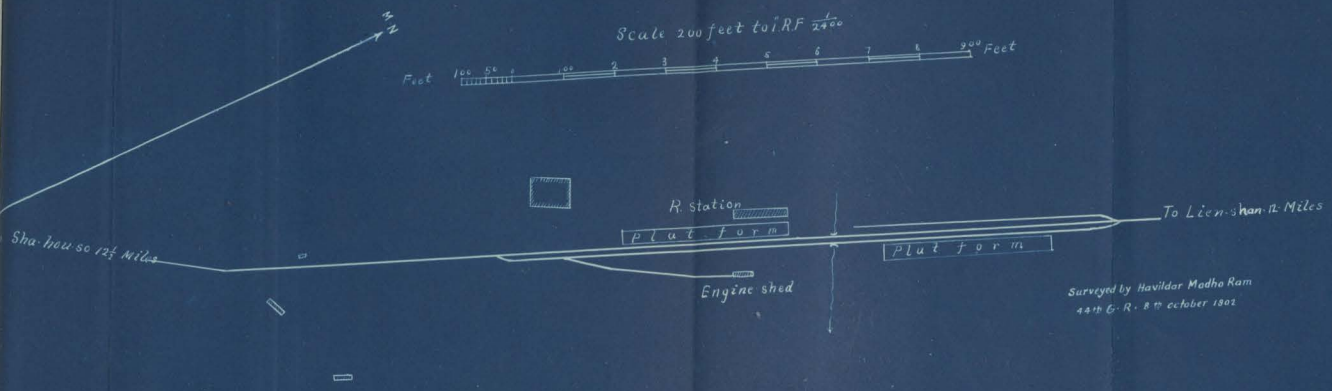 Scale 200 feet to i.R.F 1/2400
Feet 100 50 0 100 2 3 4 5 6 7 8 900 Feet
N
R. Station
Plat.form
To Lien.shan.12.Miles
Sha.hou.so 12½ Miles
Plat form
Engine shed
Surveyed by Havildar Madho Ram
44th G.R. 8th october 1902